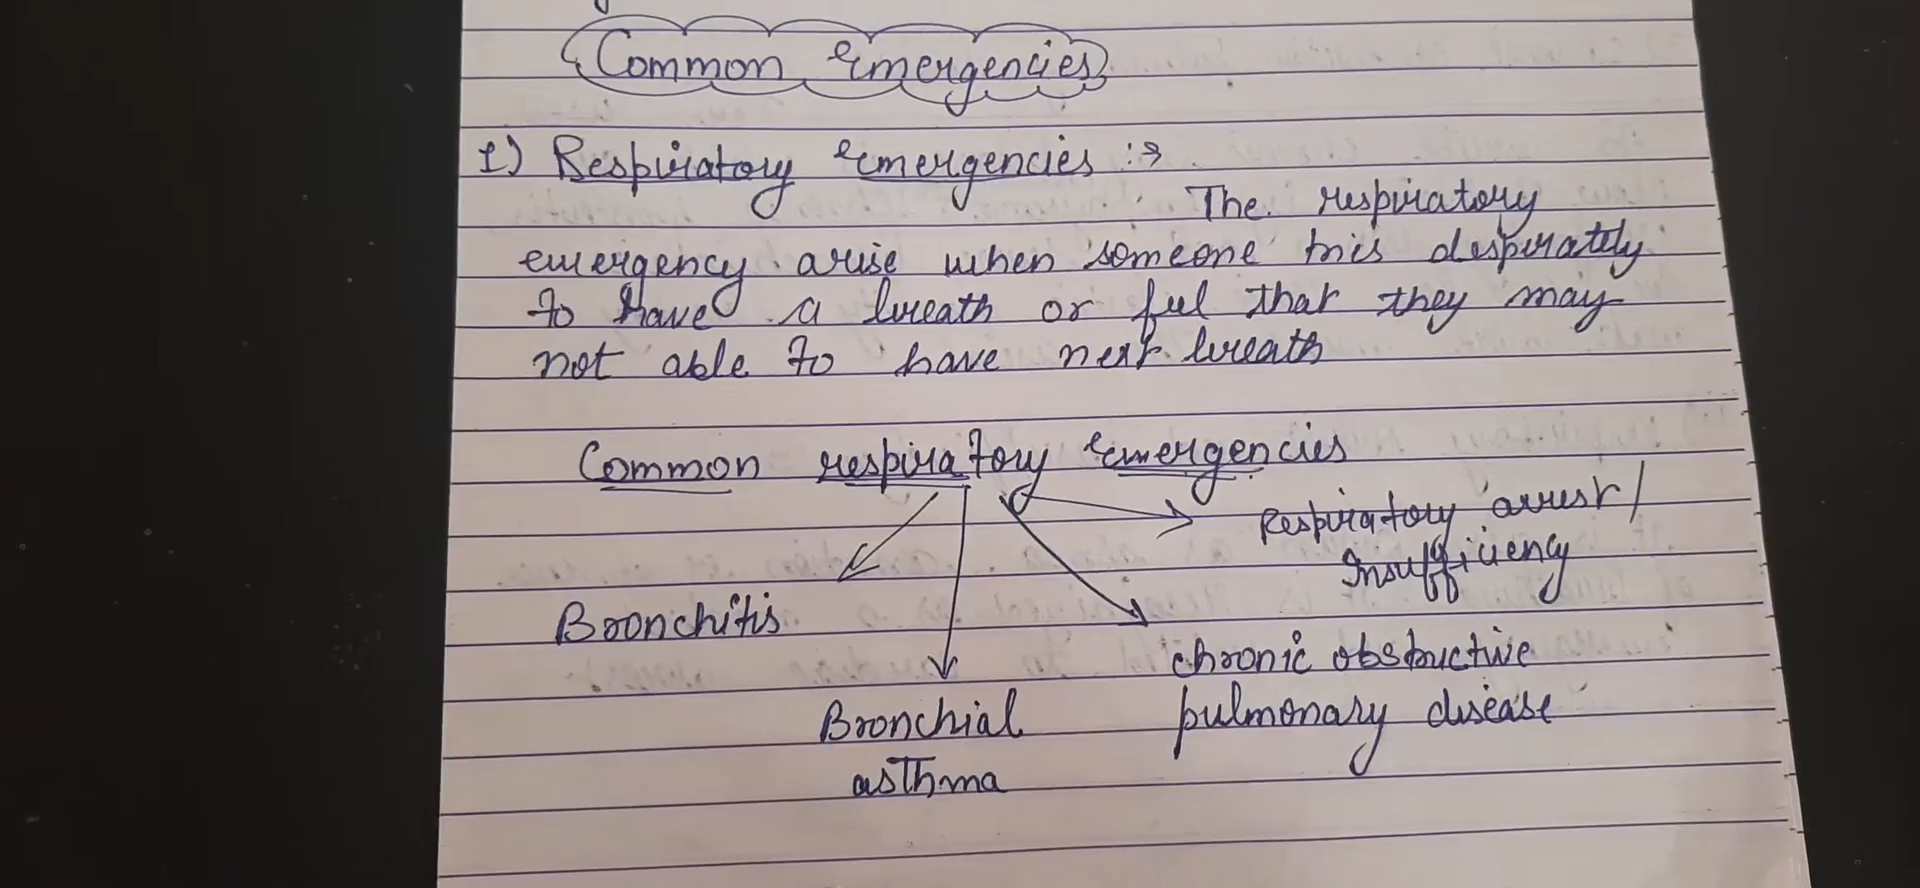 Common Emergencies
1) Respiratory Emergencies :→
The respiratory
emergency arise when someone tries desperately
to have a breath or feel that they may
not able to have next breath
Common respiratory Emergencies
Respiratory arrest/
Insufficiency
Bronchitis
chronic obstructive
pulmonary disease
Bronchial
asthma